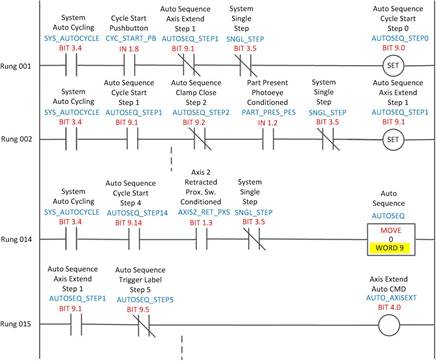 System
Auto Cycling
SYS_AUTOCYCLE
BIT 3.4
Cycle Start
Pushbutton
CYC_START_PB
IN 1.8
Auto Sequence
Axis Extend
Step 1
AUTOSEQ_STEP1
BIT 9.1
System
Single
Step
SNGL_STEP
BIT 3.5
Auto Sequence
Cycle Start
Step 0
AUTOSEQ_STEP0
BIT 9.0
Rung 001
SET
System
Auto Cycling
SYS_AUTOCYCLE
BIT 3.4
Auto Sequence
Cycle Start
Step 1
AUTOSEQ_STEP1
BIT 9.1
Auto Sequence
Clamp Close
Step 2
AUTOSEQ_STEP2
BIT 9.2
Part Present
Photoeye
Conditioned
PART_PRES_PES
IN 1.2
System
Single
Step
SNGL_STEP
BIT 3.5
Auto Sequence
Axis Extend
Step 1
AUTOSEQ_STEP1
BIT 9.1
Rung 002
SET
System
Auto Cycling
SYS_AUTOCYCLE
BIT 3.4
Auto Sequence
Cycle Start
Step 4
AUTOSEQ_STEP14
BIT 9.14
Axis 2
Retracted
Prox. Sw.
Conditioned
AXIS2_RET_PXS
BIT 1.3
System
Single
Step
SNGL_STEP
BIT 3.5
Auto
Sequence
AUTOSEQ
MOVE
0
WORD 9
Rung 014
Auto Sequence
Axis Extend
Step 1
AUTOSEQ_STEP1
BIT 9.1
Auto Sequence
Trigger Label
Step 5
AUTOSEQ_STEP5
BIT 9.5
Axis Extend
Auto CMD
AUTO_AXISEXT
BIT 4.0
Rung 015